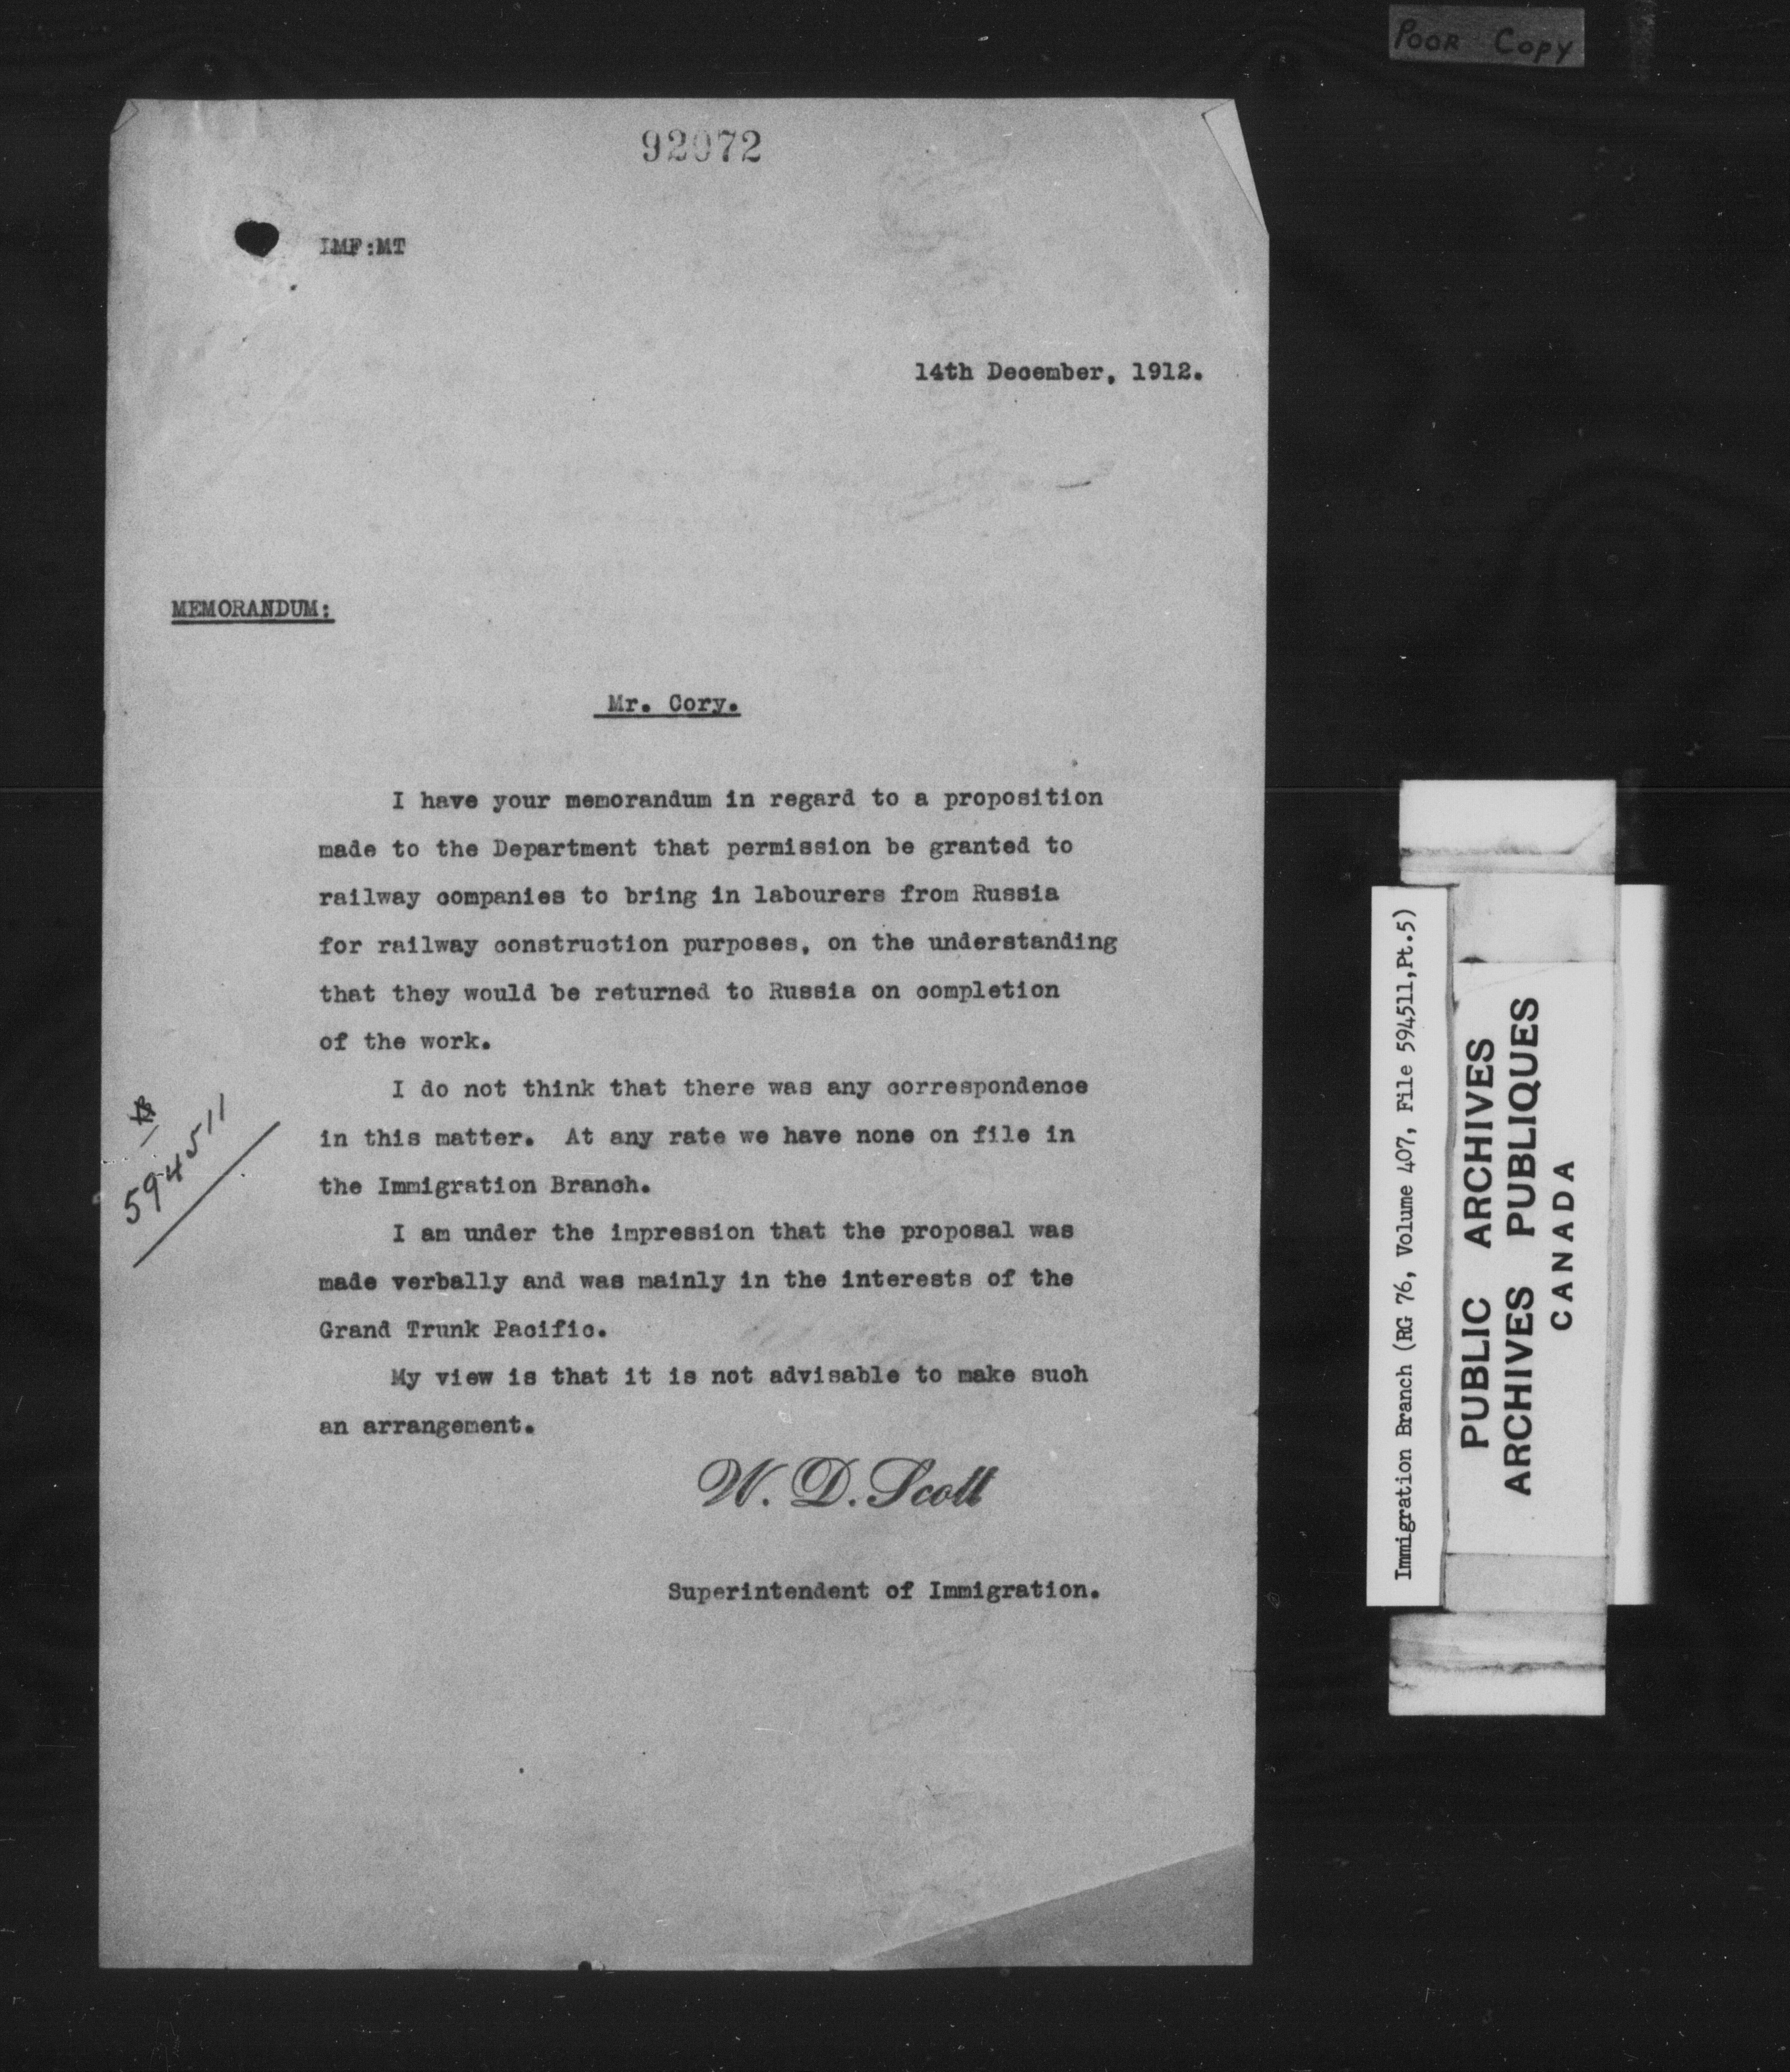 POOR COPY
92072
IMF:MT
14th December, 1912.
MEMORANDUM:
Mr. Cory.
I have your memorandum in regard to a proposition
made to the Department that permission be granted to
railway companies to bring in labourers from Russia
for railway construction purposes, on the understanding
that they would be returned to Russia on completion
of the work.
I do not think that there was any correspondence
in this matter. At any rate we have none on file in
the Immigration Branch.
I am under the impression that the proposal was
made verbally and was mainly in the interests of the
Grand Trunk Pacific.
My view is that it is not advisable to make such
an arrangement.
W. D. Scott
Superintendent of Immigration.
594511
Immigration Branch (RG 76, Volume 407, File 594511,Pt.5)
PUBLIC ARCHIVES
ARCHIVES PUBLIQUES
CANADA